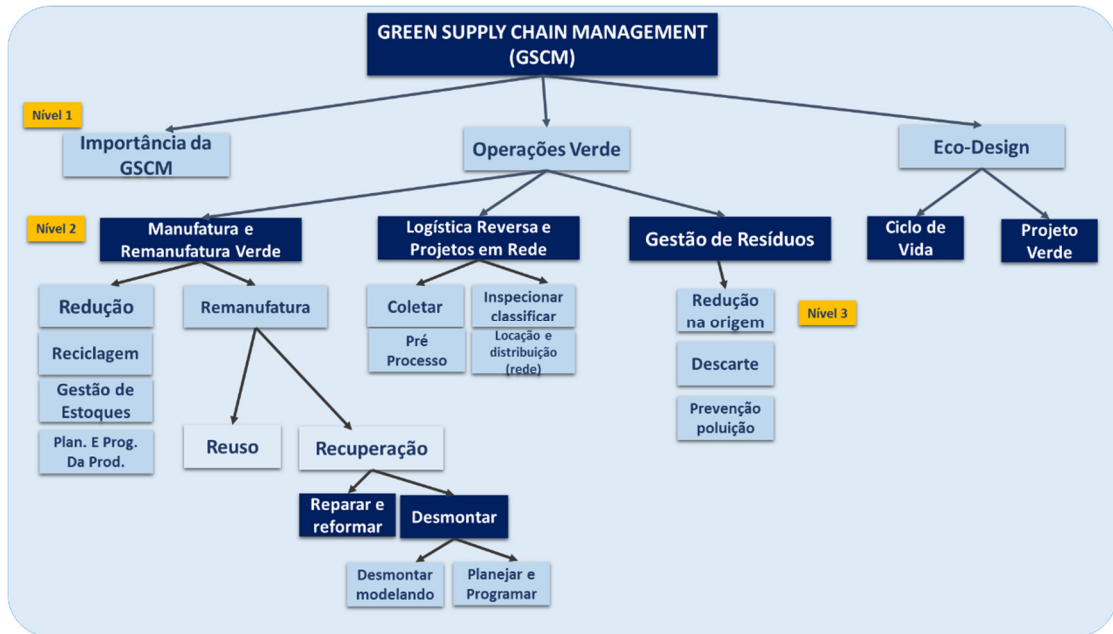 GREEN SUPPLY CHAIN MANAGEMENT
(GSCM)
Nível 1
Importância da
GSCM
Operações Verde
Eco-Design
Nível 2
Manufatura e
Remanufatura Verde
Logística Reversa e
Projetos em Rede
Gestão de Resíduos
Ciclo de
Vida
Projeto
Verde
Redução
Remanufatura
Coletar
Inspecionar
classificar
Redução
na origem
Nível 3
Reciclagem
Pré
Processo
Locação e
distribuição
(rede)
Descarte
Gestão de
Estoques
Prevenção
poluição
Plan. E Prog.
Da Prod.
Reuso
Recuperação
Reparar e
reformar
Desmontar
Desmontar
modelando
Planejar e
Programar